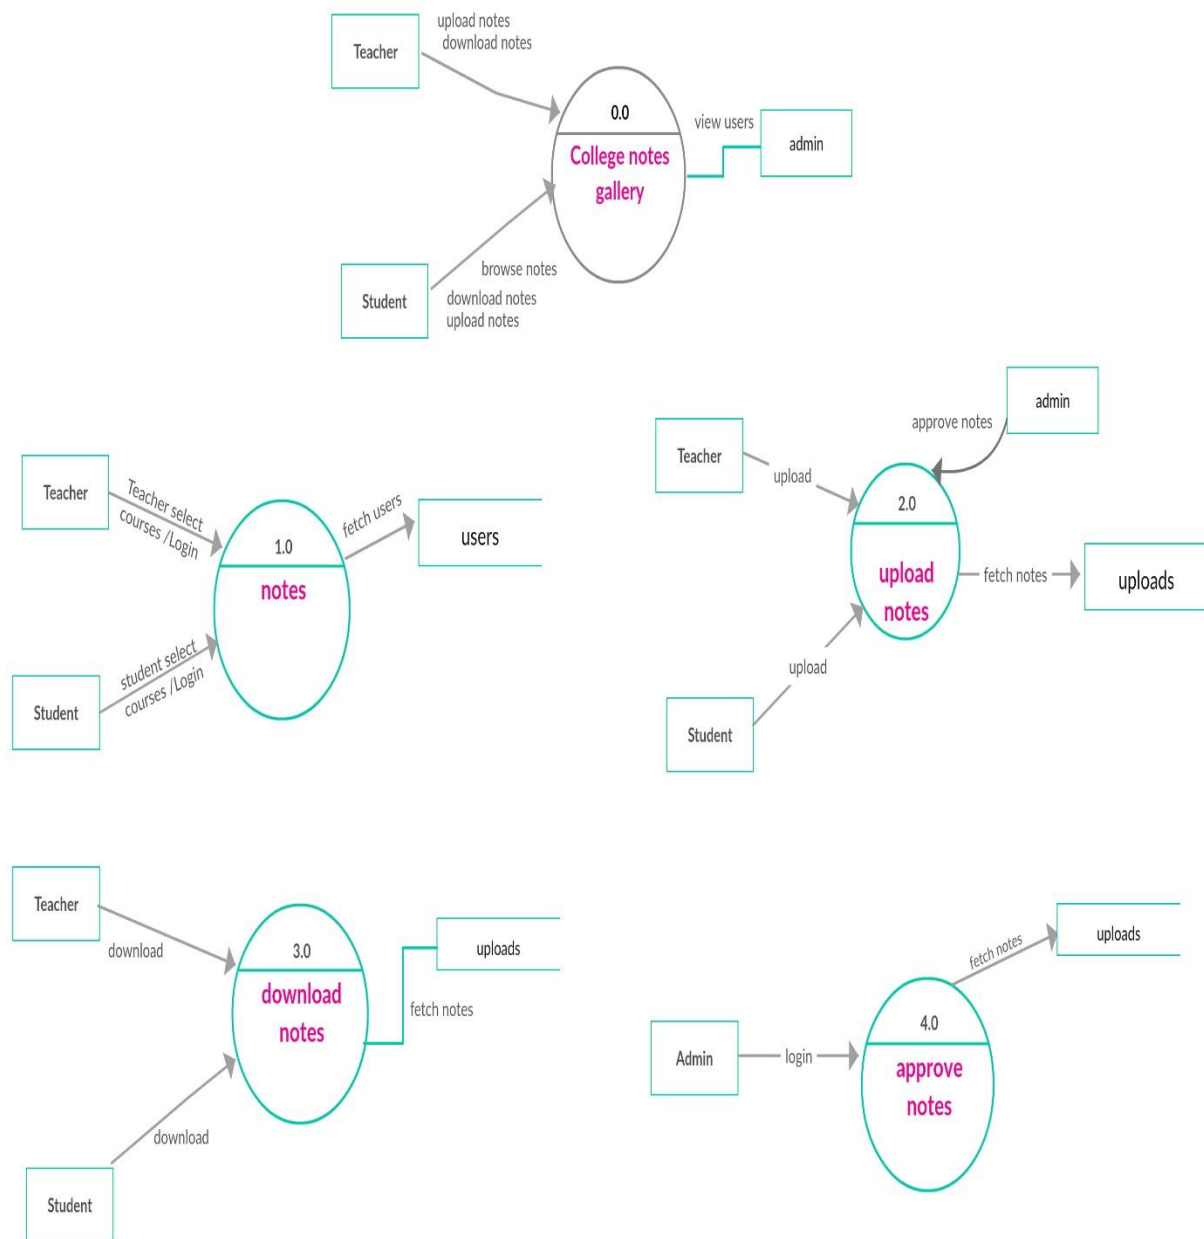 Teacher
upload notes
download notes
0.0
College notes
gallery
view users
admin
Student
browse notes
download notes
upload notes
Teacher
Teacher select
courses /Login
1.0
notes
fetch users
users
Student
student select
courses /Login
Teacher
upload
approve notes
admin
2.0
upload
notes
fetch notes
uploads
upload
Student
Teacher
download
3.0
download
notes
uploads
fetch notes
download
Student
Admin
login
4.0
approve
notes
fetch notes
uploads